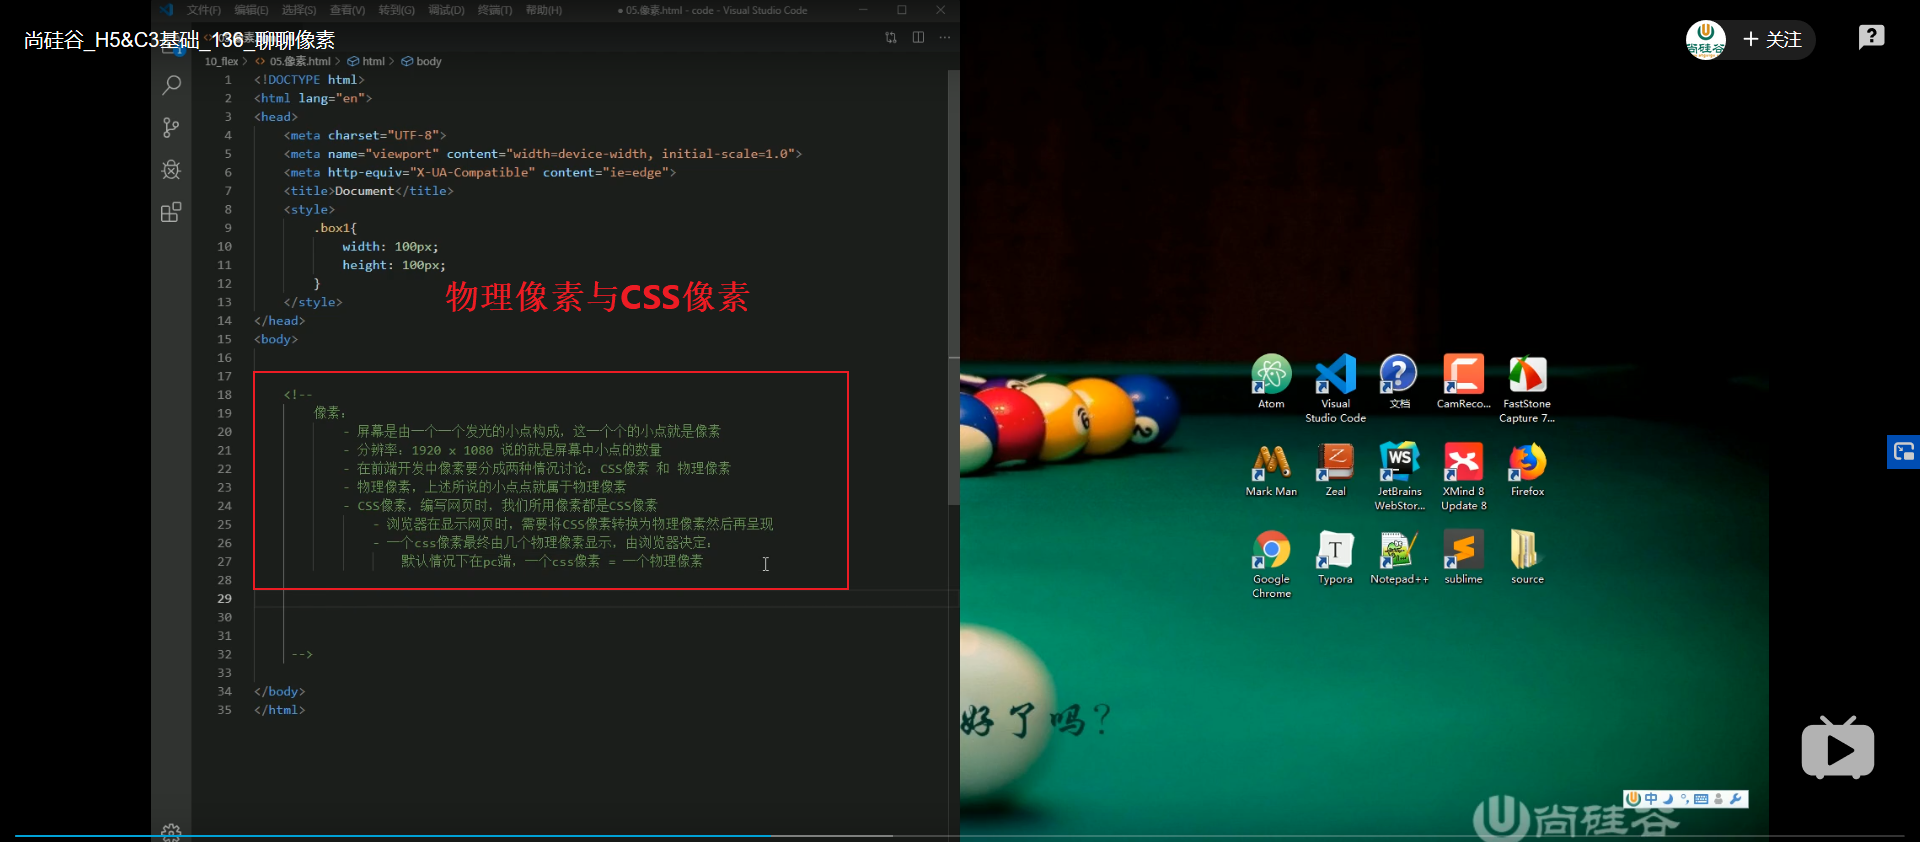 文件(F) 编辑(E) 选择(S) 查看(V) 转到(G) 调试(D) 终端(T) 帮助(H) ● 05.像素.html - code - Visual Studio Code
尚硅谷_H5&C3基础_136_聊聊像素
+ 关注
10_flex > <> 05.像素.html > html > body
1 <!DOCTYPE html>
2 <html lang="en">
3 <head>
4 <meta charset="UTF-8">
5 <meta name="viewport" content="width=device-width, initial-scale=1.0">
6 <meta http-equiv="X-UA-Compatible" content="ie=edge">
7 <title>Document</title>
8 <style>
9 .box1{
10 width: 100px;
11 height: 100px;
12 }
物理像素与CSS像素
13 </style>
14 </head>
15 <body>
16
17
18 <!--
19 像素：
20 - 屏幕是由一个一个发光的小点构成，这一个个的小点就是像素
21 - 分辨率：1920 x 1080 说的就是屏幕中小点的数量
22 - 在前端开发中像素要分成两种情况讨论：CSS像素 和 物理像素
23 - 物理像素，上述所说的小点点就属于物理像素
24 - CSS像素，编写网页时，我们所用像素都是CSS像素
25 - 浏览器在显示网页时，需要将CSS像素转换为物理像素然后再呈现
26 - 一个css像素最终由几个物理像素显示，由浏览器决定：
27 默认情况下在pc端，一个css像素 = 一个物理像素
28
29
30
31
32 -->
33
34 </body>
35 </html>
Atom
Visual Studio Code
文档
CamReco...
FastStone Capture 7...
Mark Man
Zeal
JetBrains WebStor...
XMind 8 Update 8
Firefox
Google Chrome
Typora
Notepad++
sublime
source
好了吗?
中
尚硅谷